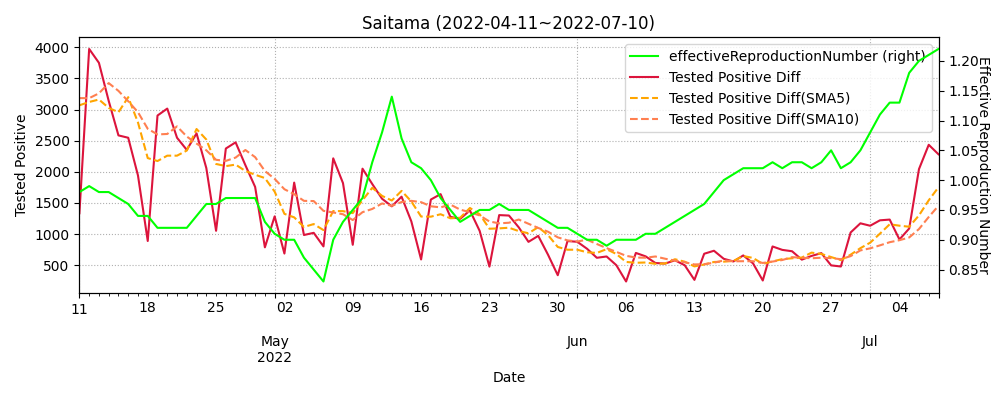 Saitama (2022-04-11~2022-07-10)
effectiveReproductionNumber (right)
Tested Positive Diff
Tested Positive Diff(SMA5)
Tested Positive Diff(SMA10)
Tested Positive
4000
3500
3000
2500
2000
1500
1000
500
1.20
1.15
1.10
1.05
1.00
0.95
0.90
0.85
Effective Reproduction Number
11 18 25 02 09 16 23 30 06 13 20 27 04
May Jun Jul
2022
Date